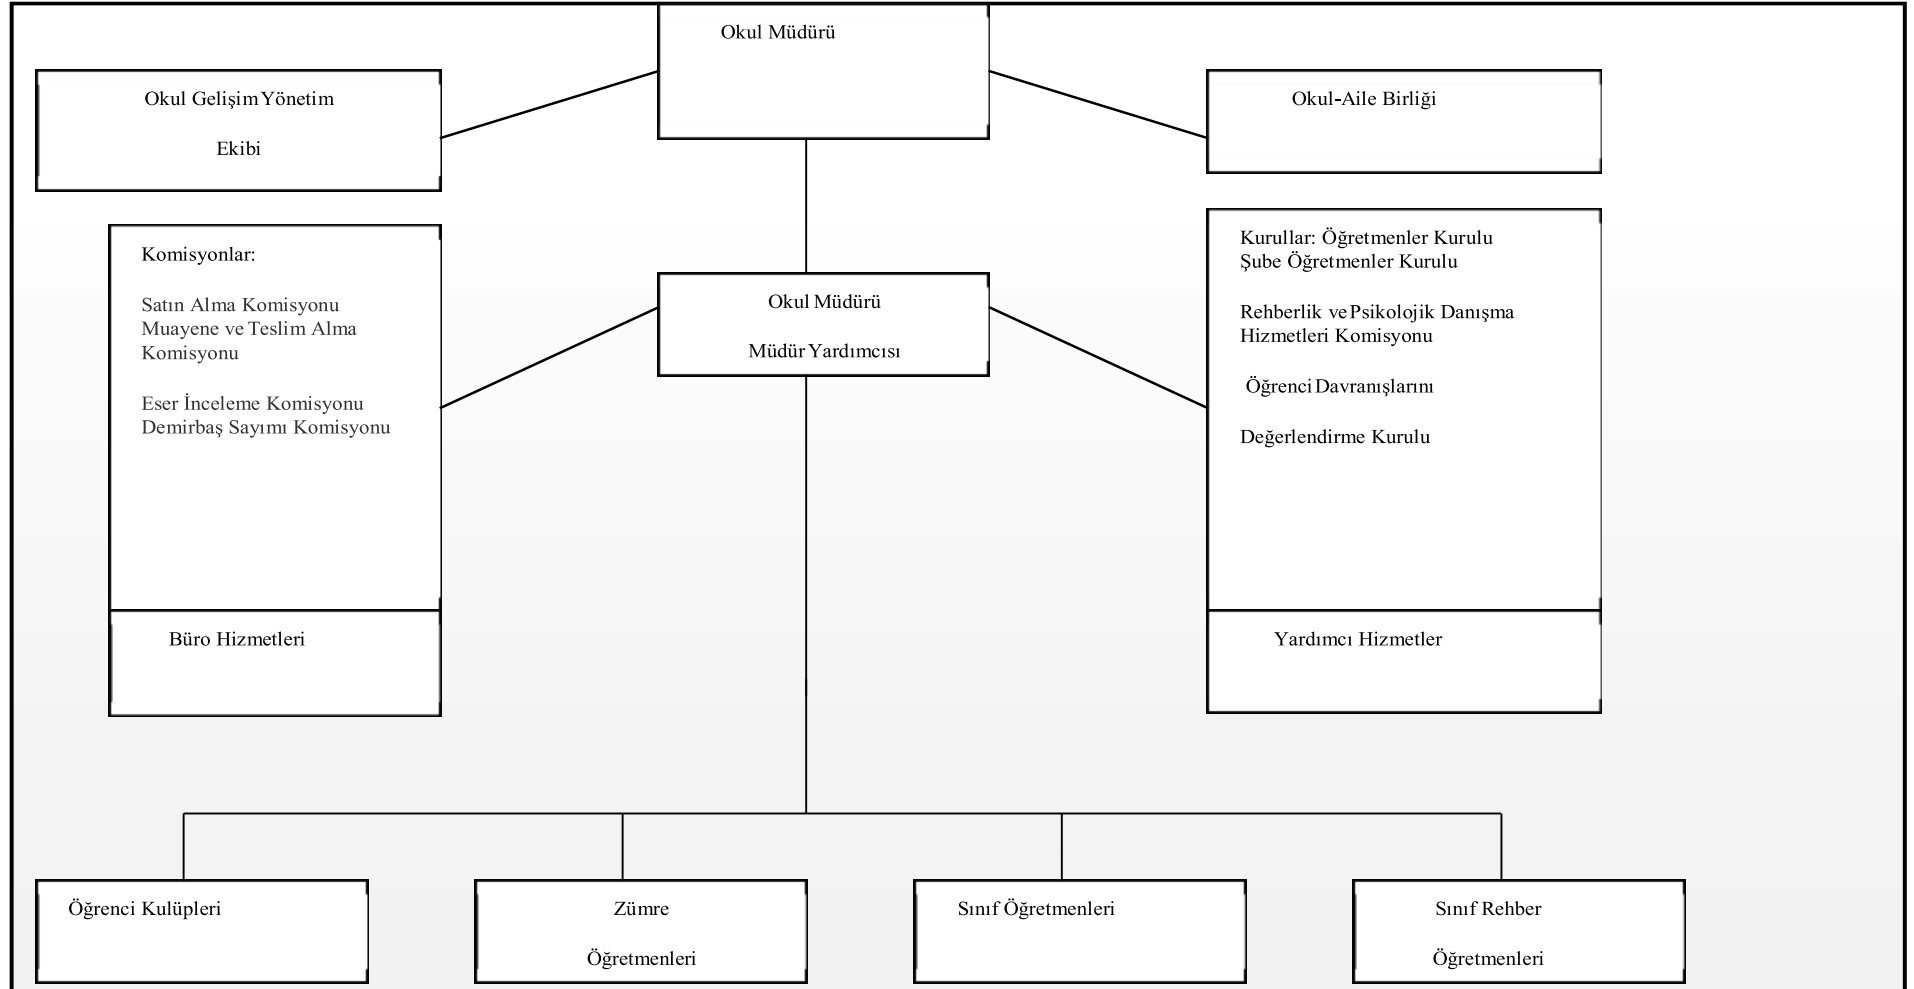 Okul Müdürü
Okul Gelişim Yönetim
Ekibi
Okul-Aile Birliği
Komisyonlar:
Satın Alma Komisyonu
Muayene ve Teslim Alma
Komisyonu
Eser İnceleme Komisyonu
Demirbaş Sayımı Komisyonu
Okul Müdürü
Müdür Yardımcısı
Kurullar: Öğretmenler Kurulu
Şube Öğretmenler Kurulu
Rehberlik ve Psikolojik Danışma
Hizmetleri Komisyonu
Öğrenci Davranışlarını
Değerlendirme Kurulu
Büro Hizmetleri
Yardımcı Hizmetler
Öğrenci Kulüpleri
Zümre
Öğretmenleri
Sınıf Öğretmenleri
Sınıf Rehber
Öğretmenleri